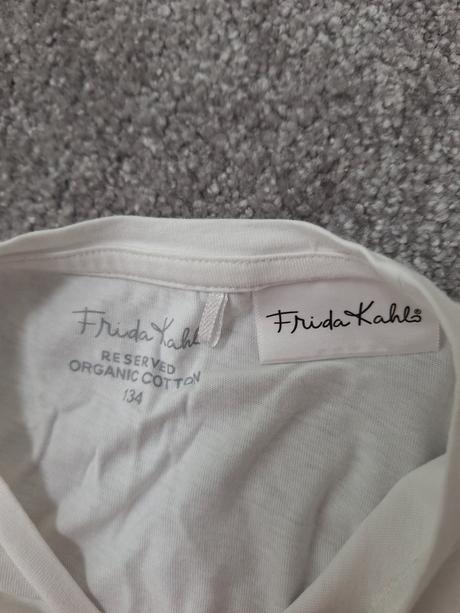 Frida Kahlo
RESERVED
ORGANIC COTTON
134
Frida Kahlo®